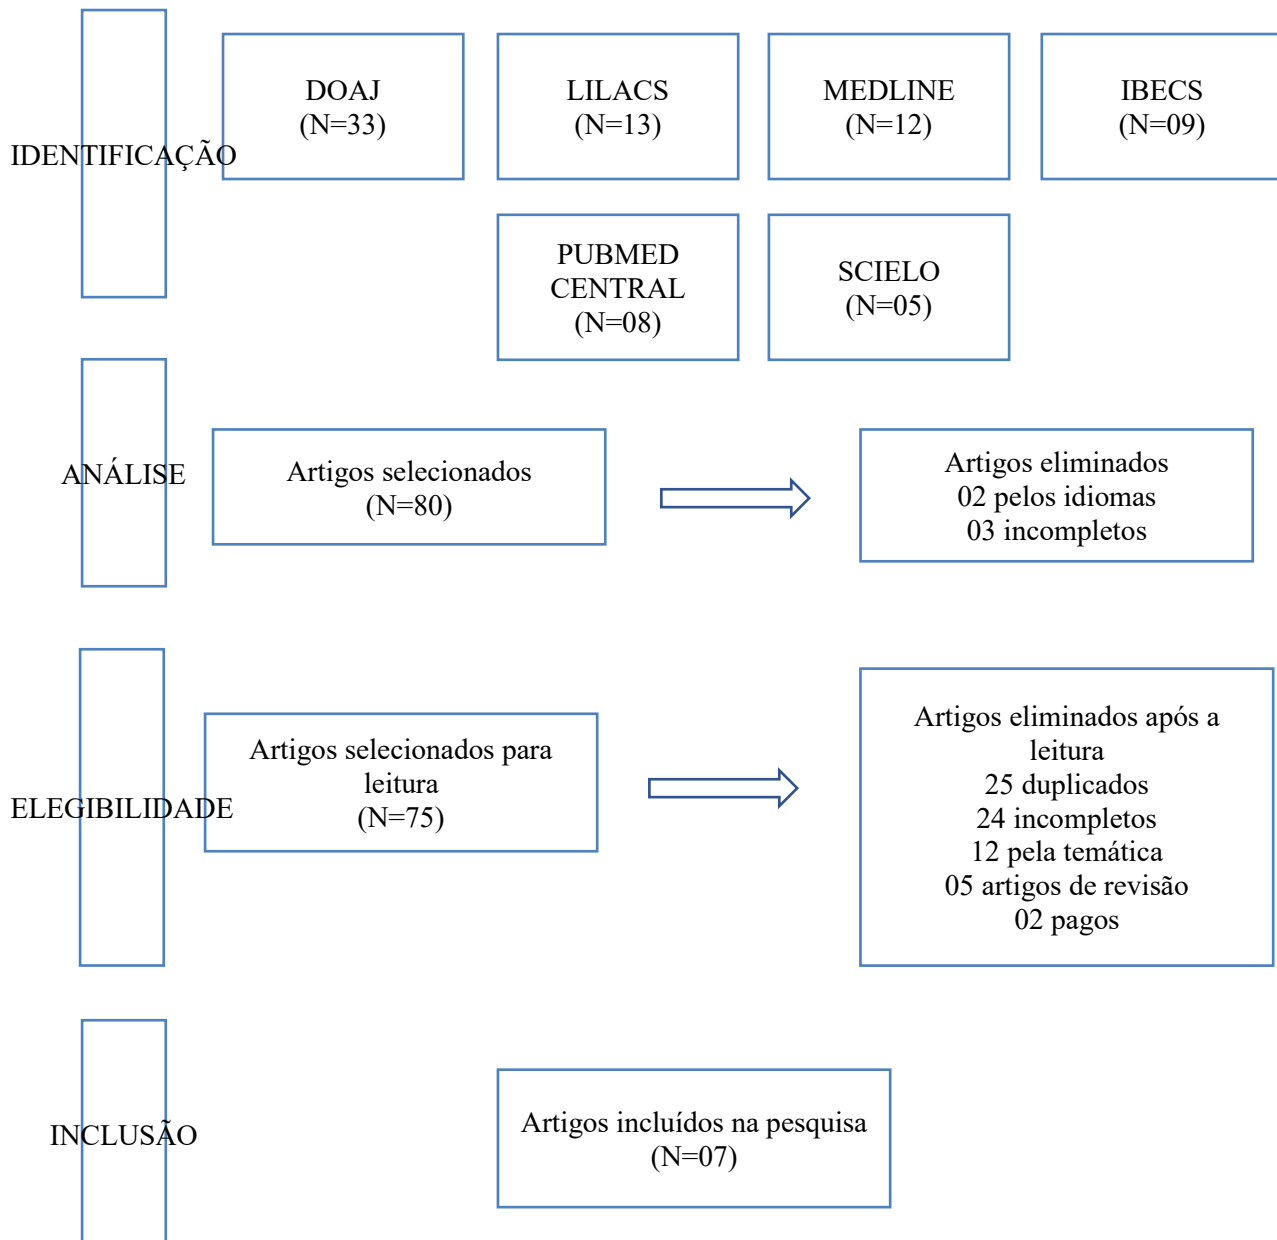 IDENTIFICAÇÃO
DOAJ
(N=33)
LILACS
(N=13)
MEDLINE
(N=12)
IBECS
(N=09)
PUBMED
CENTRAL
(N=08)
SCIELO
(N=05)
ANÁLISE
Artigos selecionados
(N=80)
Artigos eliminados
02 pelos idiomas
03 incompletos
ELEGIBILIDADE
Artigos selecionados para
leitura
(N=75)
Artigos eliminados após a
leitura
25 duplicados
24 incompletos
12 pela temática
05 artigos de revisão
02 pagos
INCLUSÃO
Artigos incluídos na pesquisa
(N=07)